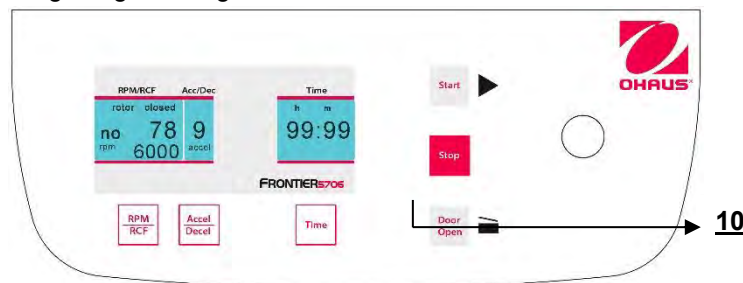 RPM/RCF Acc/Dec Time
rotor closed h m
no 78 9 99:99
rpm 6000 accel
FRONTIER5706
RPM
RCF
Accel
Decel
Time
Start
Stop
Door
Open
OHAUS
10